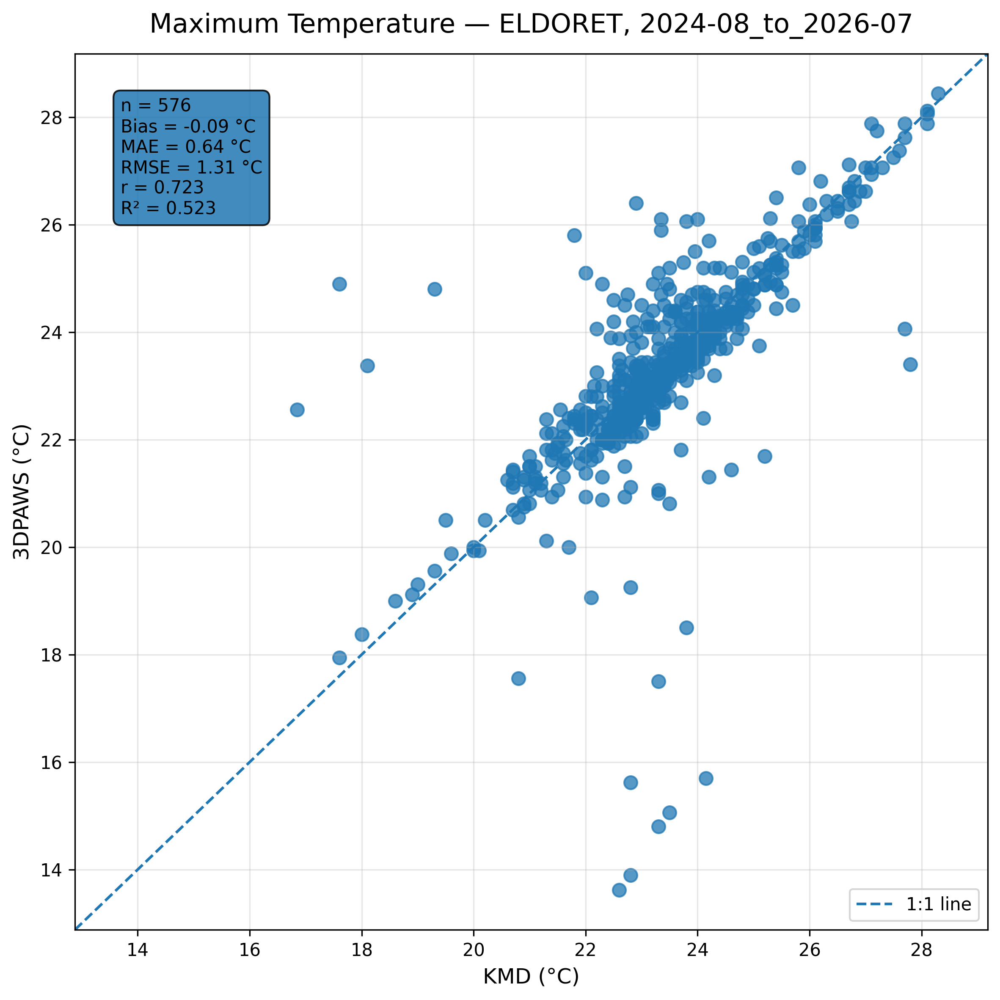 Maximum Temperature — ELDORET, 2024-08_to_2026-07
n = 576
Bias = -0.09 °C
MAE = 0.64 °C
RMSE = 1.31 °C
r = 0.723
R² = 0.523
3DPAWS (°C)
28
26
24
22
20
18
16
14
1:1 line
14 16 18 20 22 24 26 28
KMD (°C)